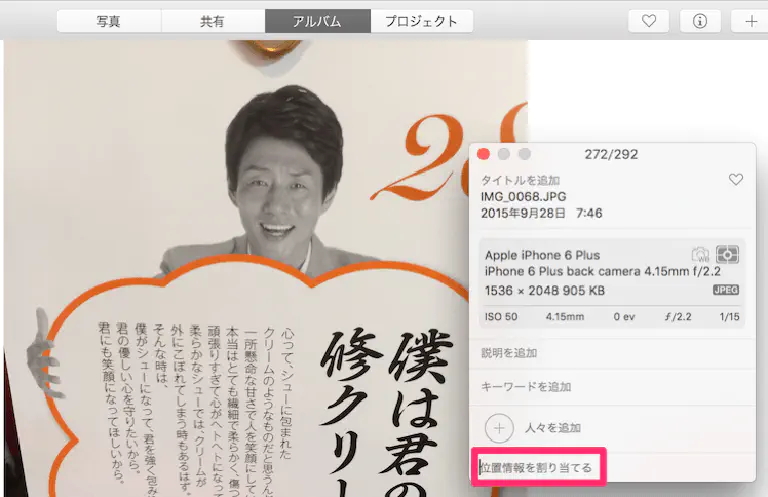 写真 共有 アルバム プロジェクト
2
僕は君の
修クリー
心って、シューに包まれた
クリームのようなものだと思うん
一所懸命な甘さで人を笑顔にして
本当はとても繊細で柔らかく、傷つ
頑張りすぎて心がヘトヘトになって
柔らかなシューでは、クリームが
外にこぼれてしまう時もあるはず。
そんな時は、
僕がシューになって、君を強く包み
君の優しい心を守りたいから。
君にも笑顔になってほしいから。
272/292
タイトルを追加
IMG_0068.JPG
2015年9月28日 7:46
Apple iPhone 6 Plus
iPhone 6 Plus back camera 4.15mm f/2.2
1536 × 2048 905 KB JPEG
ISO 50 4.15mm 0 ev ƒ/2.2 1/15
説明を追加
キーワードを追加
人々を追加
位置情報を割り当てる